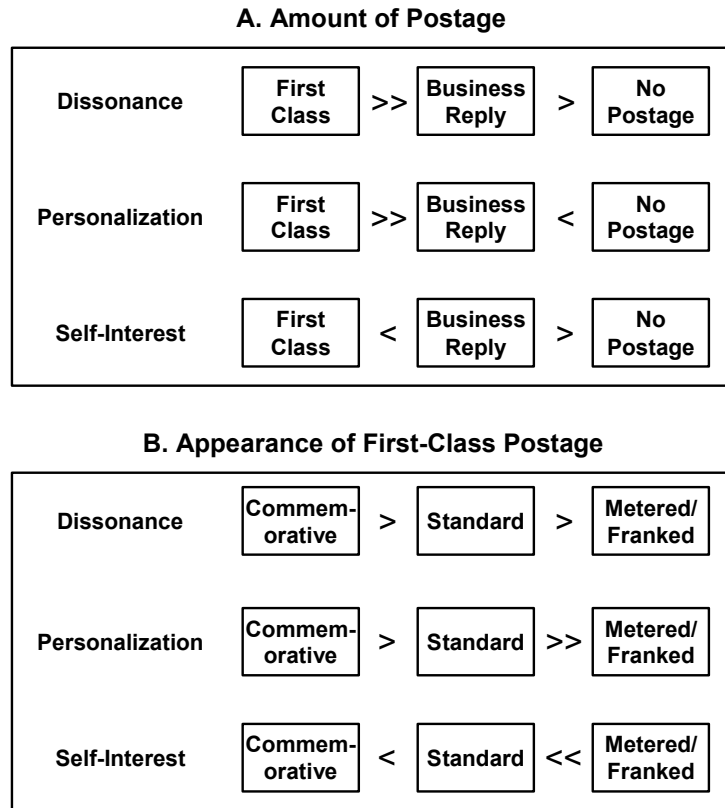 A. Amount of Postage
Dissonance
First
Class
>>
Business
Reply
>
No
Postage
Personalization
First
Class
>>
Business
Reply
<
No
Postage
Self-Interest
First
Class
<
Business
Reply
>
No
Postage
B. Appearance of First-Class Postage
Dissonance
Commem-
orative
>
Standard
>
Metered/
Franked
Personalization
Commem-
orative
>
Standard
>>
Metered/
Franked
Self-Interest
Commem-
orative
<
Standard
<<
Metered/
Franked